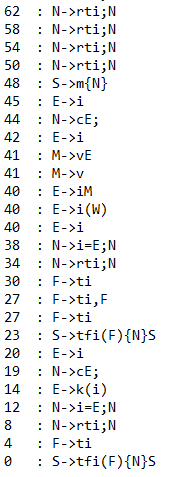 62  : N->rti;N
58  : N->rti;N
54  : N->rti;N
50  : N->rti;N
48  : S->m{N}
45  : E->i
44  : N->cE;
42  : E->i
41  : M->vE
41  : M->v
40  : E->iM
40  : E->i(W)
40  : E->i
38  : N->i=E;N
34  : N->rti;N
30  : F->ti
27  : F->ti,F
27  : F->ti
23  : S->tfi(F){N}S
20  : E->i
19  : N->cE;
14  : E->k(i)
12  : N->i=E;N
8   : N->rti;N
4   : F->ti
0   : S->tfi(F){N}S